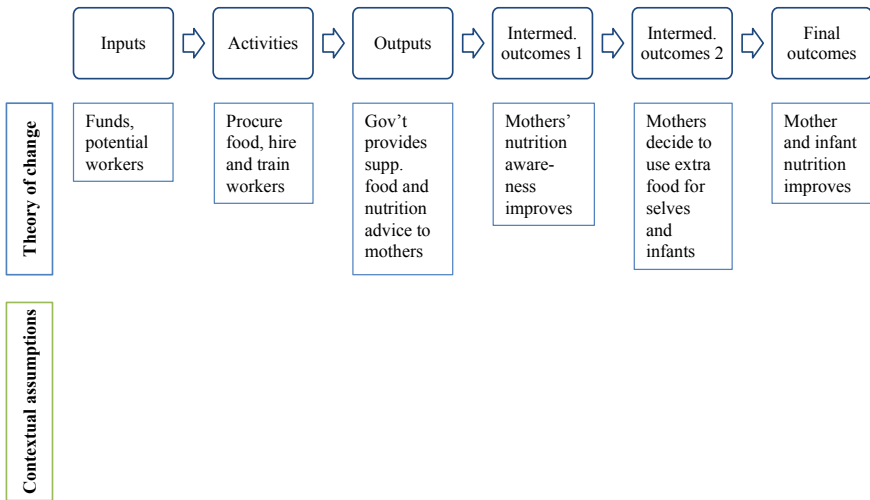 Inputs
Activities
Outputs
Intermed.
outcomes 1
Intermed.
outcomes 2
Final
outcomes
Theory of change
Funds,
potential
workers
Procure
food, hire
and train
workers
Gov't
provides
supp.
food and
nutrition
advice to
mothers
Mothers'
nutrition
aware-
ness
improves
Mothers
decide to
use extra
food for
selves
and
infants
Mother
and infant
nutrition
improves
Contextual assumptions